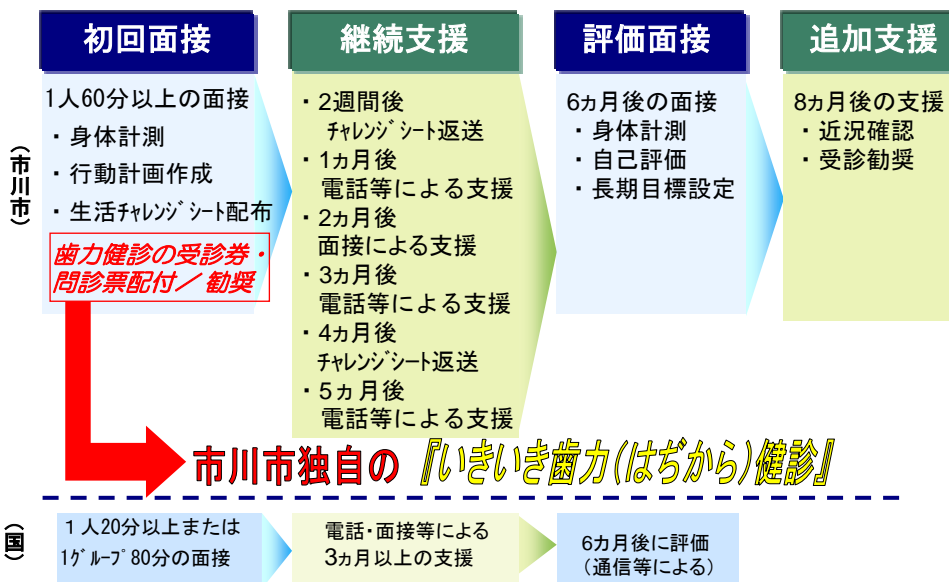 初回面接
1人60分以上の面接
・身体計測
・行動計画作成
・生活ﾁｬﾚﾝｼﾞｼｰﾄ配布
歯力健診の受診券・
問診票配付／勧奨
継続支援
・2週間後
ﾁｬﾚﾝｼﾞｼｰﾄ返送
・1ヵ月後
電話等による支援
・2ヵ月後
面接による支援
・3ヵ月後
電話等による支援
・4ヵ月後
ﾁｬﾚﾝｼﾞｼｰﾄ返送
・5ヵ月後
電話等による支援
評価面接
6ヵ月後の面接
・身体計測
・自己評価
・長期目標設定
追加支援
8ヵ月後の支援
・近況確認
・受診勧奨
（市川市）
市川市独自の『いきいき歯力(はぢから)健診』
（国）
１人20分以上または
1ｸﾞﾙｰﾌﾟ80分の面接
電話・面接等による
3ヵ月以上の支援
6カ月後に評価
（通信等による）